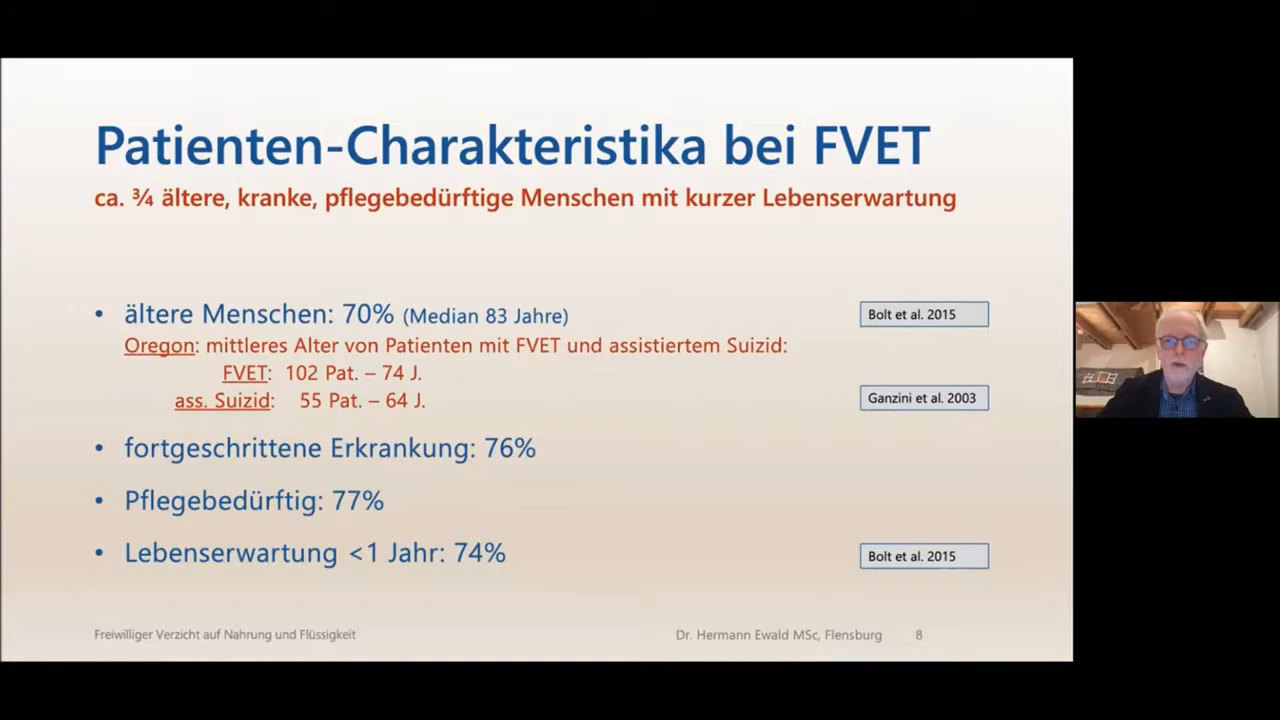 Patienten-Charakteristika bei FVET
ca. ¾ ältere, kranke, pflegebedürftige Menschen mit kurzer Lebenserwartung
• ältere Menschen: 70% (Median 83 Jahre)
Bolt et al. 2015
Oregon: mittleres Alter von Patienten mit FVET und assistiertem Suizid:
FVET: 102 Pat. – 74 J.
ass. Suizid: 55 Pat. – 64 J.
Ganzini et al. 2003
• fortgeschrittene Erkrankung: 76%
• Pflegebedürftig: 77%
• Lebenserwartung <1 Jahr: 74%
Bolt et al. 2015
Freiwilliger Verzicht auf Nahrung und Flüssigkeit
Dr. Hermann Ewald MSc, Flensburg 8